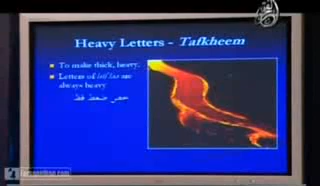 Heavy Letters - Tafkheem
To make thick, heavy.
Letters of isti'laa are
always heavy
خص ضغط قظ